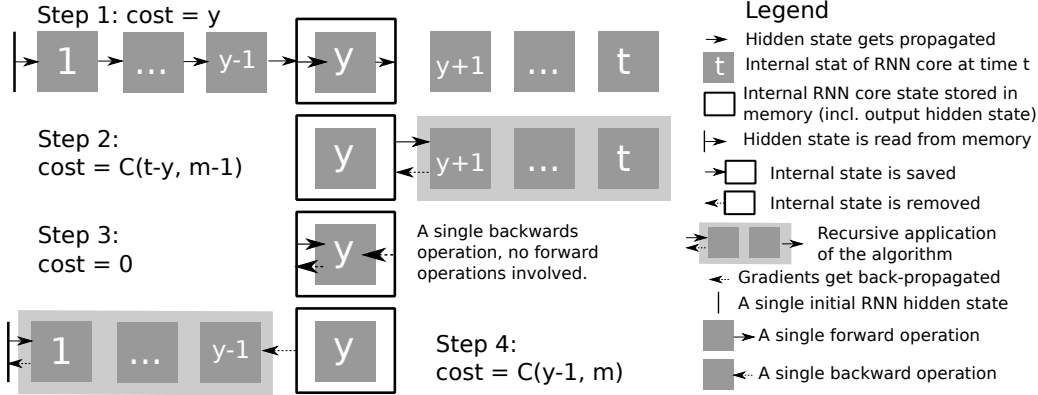 Step 1: cost = y
1 ... y-1 y y+1 ... t
Step 2:
cost = C(t-y, m-1)
y y+1 ... t
Step 3:
cost = 0
y
A single backwards
operation, no forward
operations involved.
1 ... y-1 y
Step 4:
cost = C(y-1, m)
Legend
Hidden state gets propagated
t
Internal stat of RNN core at time t
Internal RNN core state stored in
memory (incl. output hidden state)
Hidden state is read from memory
Internal state is saved
Internal state is removed
Recursive application
of the algorithm
Gradients get back-propagated
A single initial RNN hidden state
A single forward operation
A single backward operation